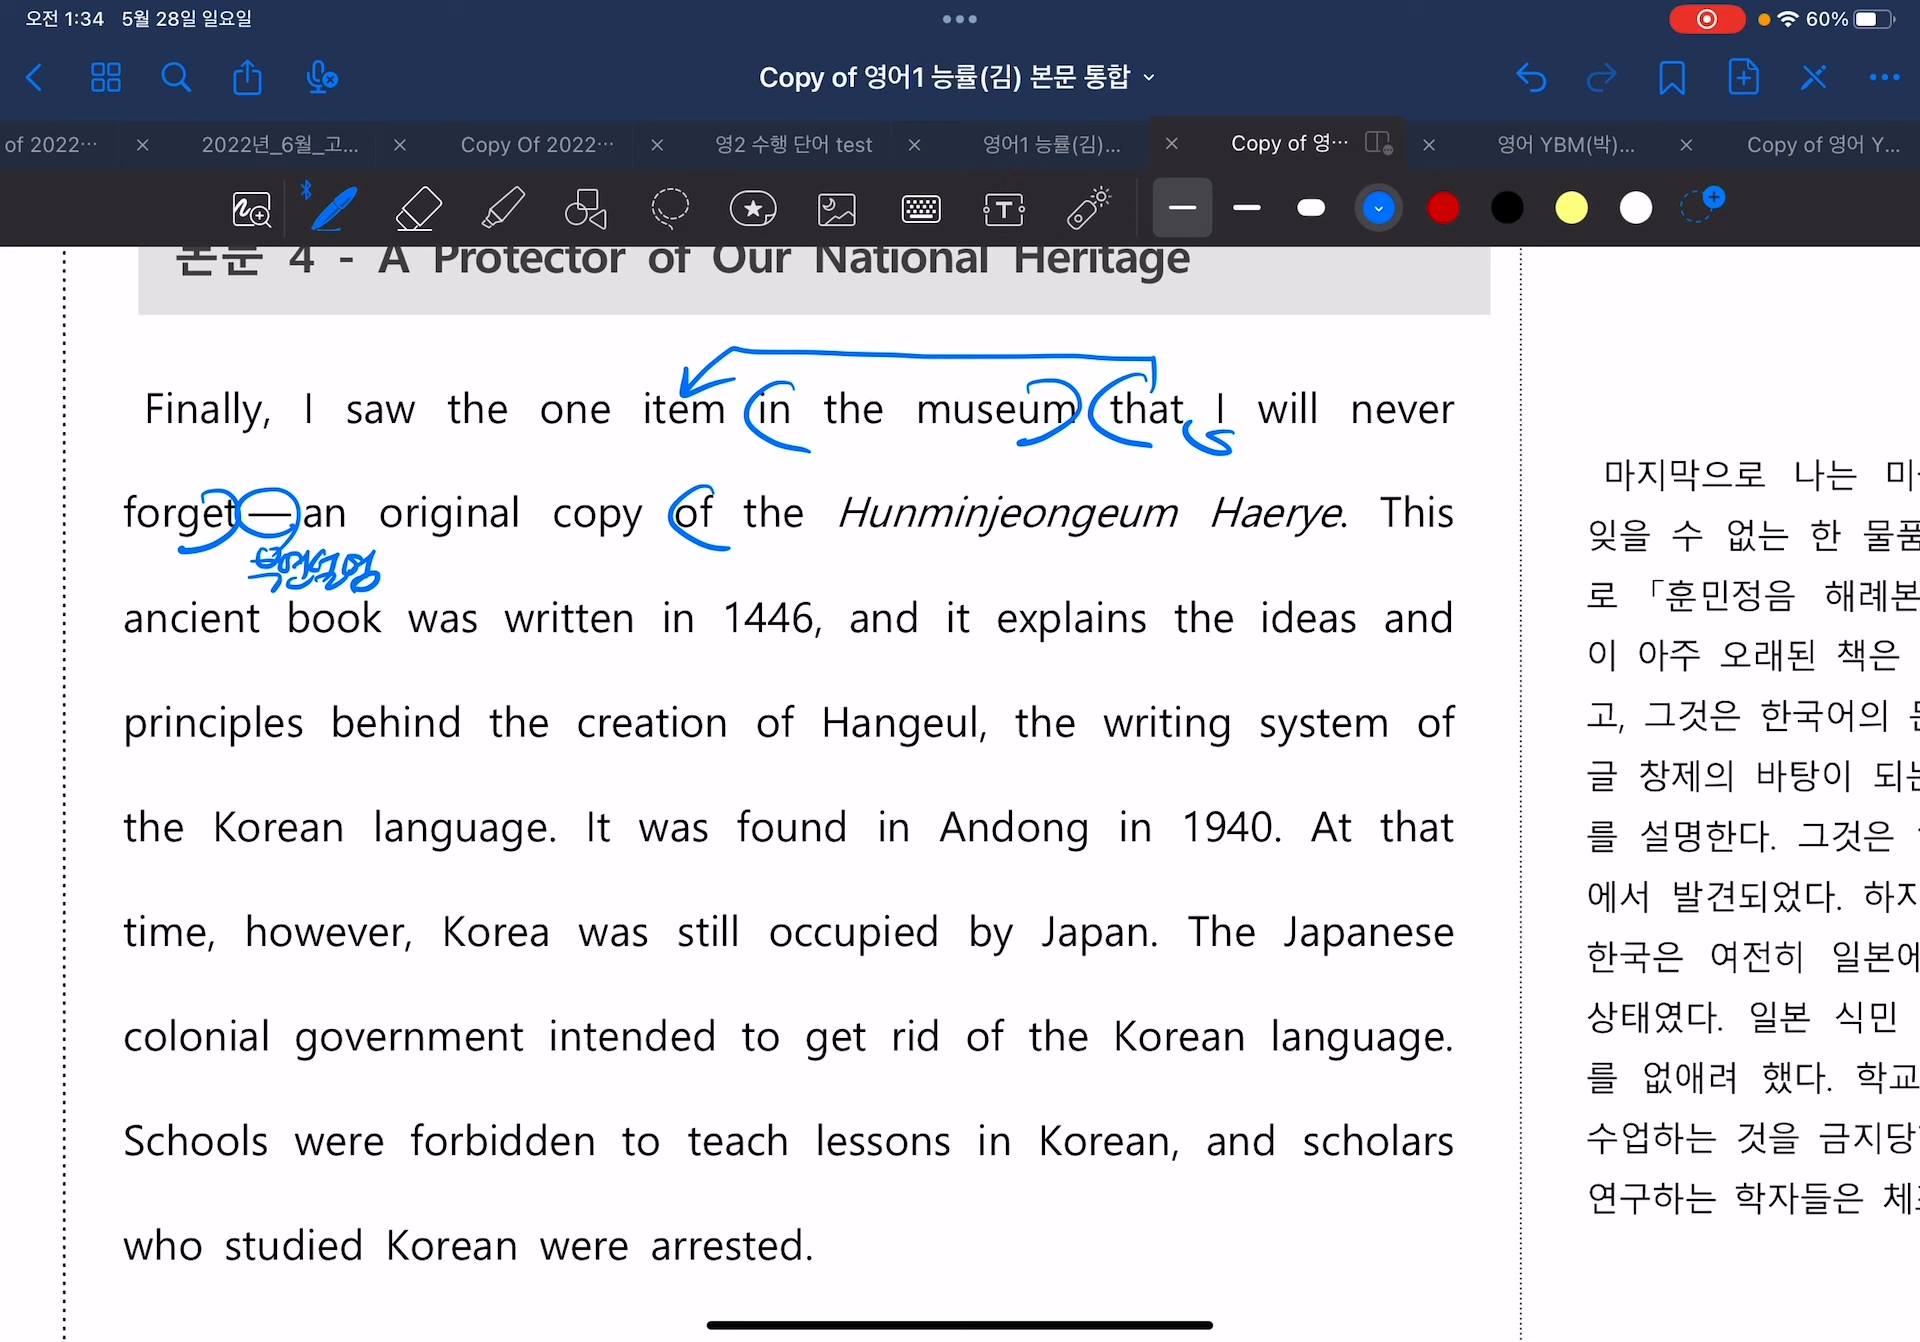 오전 1:34 5월 28일 일요일
60%
Copy of 영어1 능률(김) 본문 통합
of 2022… 2022년_6월_고... Copy Of 2022… 영2 수행 단어 test 영어1 능률(김)... Copy of 영… 영어 YBM(박)... Copy of 영어 Y...
본문 4 - A Protector of Our National Heritage
Finally, I saw the one item in the museum that I will never
S
forget—an original copy of the Hunminjeongeum Haerye. This
부연설명
ancient book was written in 1446, and it explains the ideas and
principles behind the creation of Hangeul, the writing system of
the Korean language. It was found in Andong in 1940. At that
time, however, Korea was still occupied by Japan. The Japanese
colonial government intended to get rid of the Korean language.
Schools were forbidden to teach lessons in Korean, and scholars
who studied Korean were arrested.
마지막으로 나는
잊을 수 없는 한 물품
로 「훈민정음 해례본
이 아주 오래된 책은
고, 그것은 한국어의
글 창제의 바탕이
를 설명한다. 그것은
에서 발견되었다.
한국은 여전히
상태였다. 일본 식민
를 없애려 했다.
수업하는 것을
연구하는 학자들은